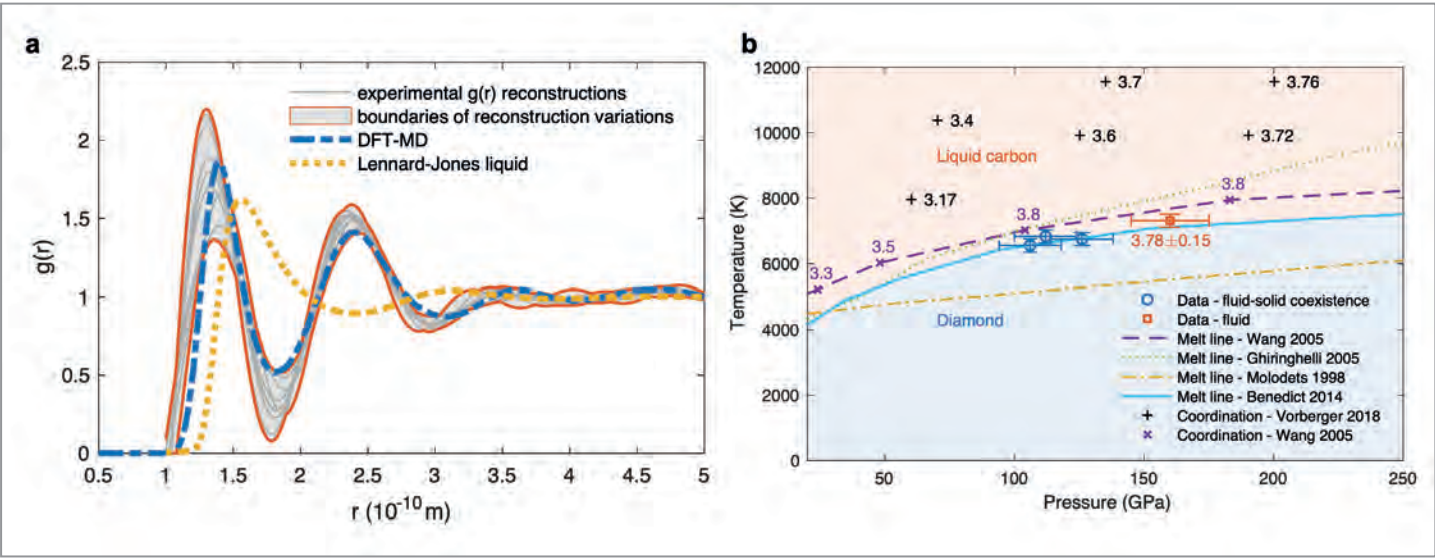 a
2.5
2
1.5
1
0.5
0
g(r)
experimental g(r) reconstructions
boundaries of reconstruction variations
DFT-MD
Lennard-Jones liquid
0.5 1 1.5 2 2.5 3 3.5 4 4.5 5
r (10⁻¹⁰m)
b
12000
10000
8000
6000
4000
2000
0
Temperature (K)
3.7
3.76
3.4
3.6
3.72
Liquid carbon
3.17
3.8
3.8
3.5
3.78±0.15
3.3
Diamond
Data - fluid-solid coexistence
Data - fluid
Melt line - Wang 2005
Melt line - Ghiringhelli 2005
Melt line - Molodets 1998
Melt line - Benedict 2014
Coordination - Vorberger 2018
Coordination - Wang 2005
50 100 150 200 250
Pressure (GPa)